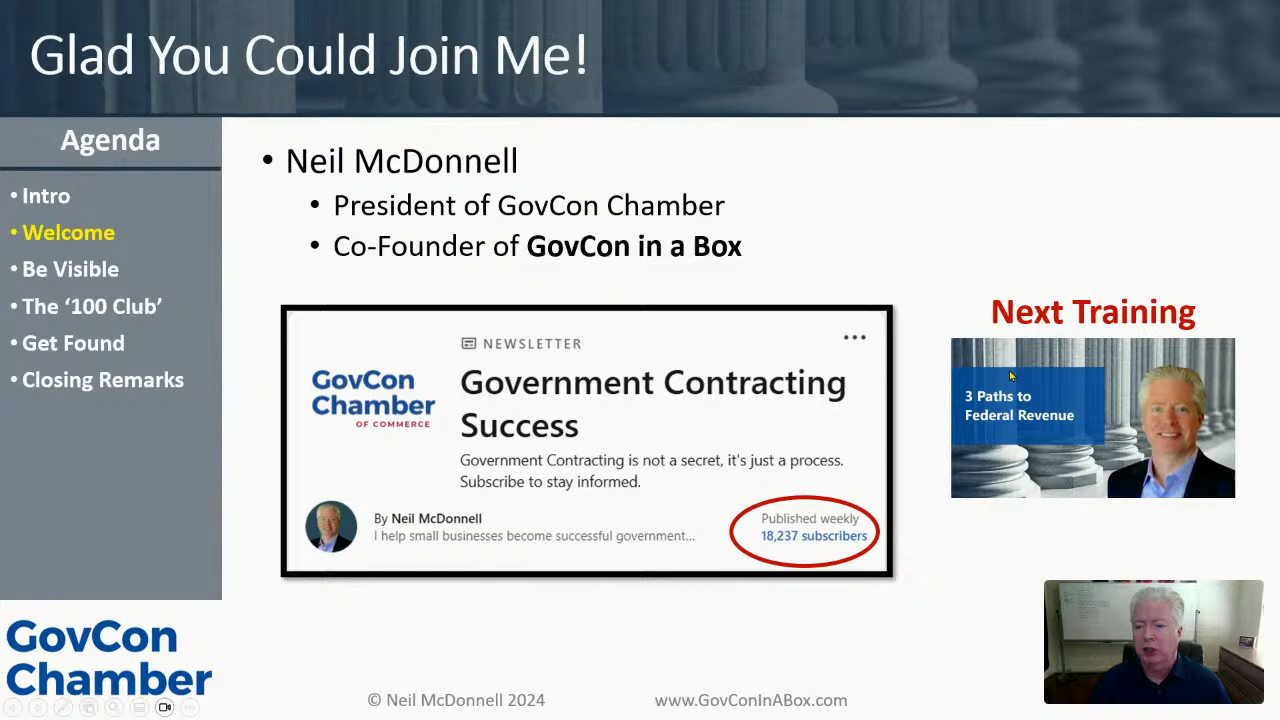 Glad You Could Join Me!
Agenda
• Intro
• Welcome
• Be Visible
• The ‘100 Club’
• Get Found
• Closing Remarks
• Neil McDonnell
• President of GovCon Chamber
• Co-Founder of GovCon in a Box
NEWSLETTER
GovCon
Chamber
OF COMMERCE
Government Contracting
Success
Government Contracting is not a secret, it's just a process.
Subscribe to stay informed.
By Neil McDonnell
I help small businesses become successful government...
Published weekly
18,237 subscribers
Next Training
3 Paths to
Federal Revenue
GovCon
Chamber
© Neil McDonnell 2024
www.GovConInABox.com